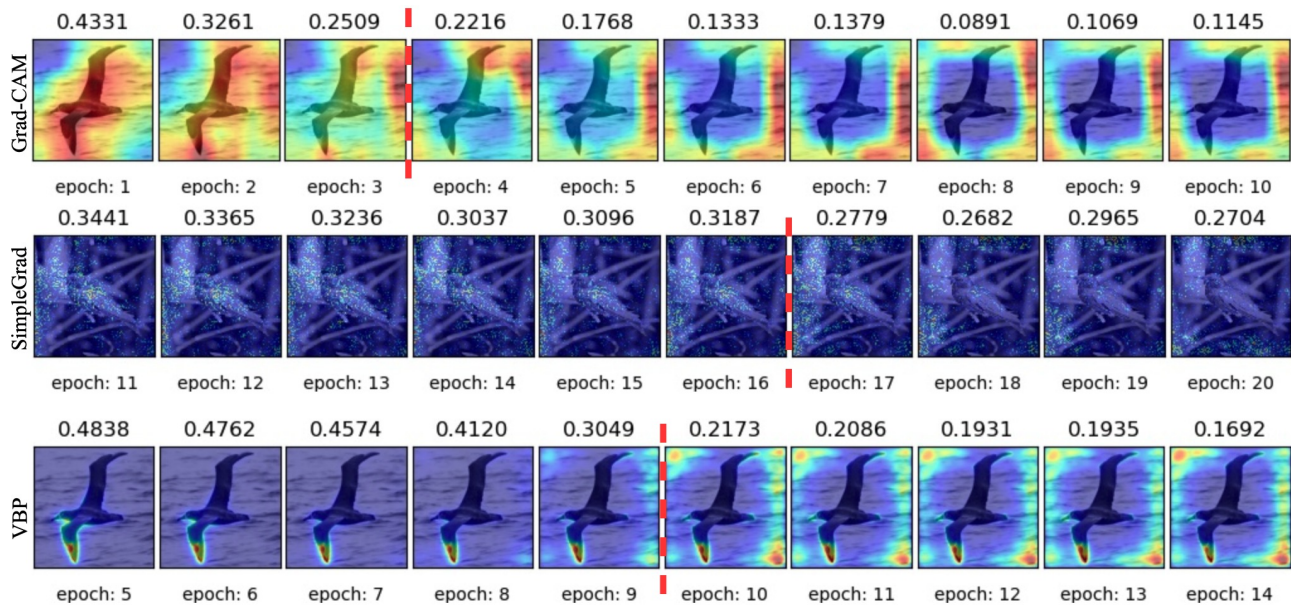 0.4331 0.3261 0.2509 0.2216 0.1768 0.1333 0.1379 0.0891 0.1069 0.1145
Grad-CAM
epoch: 1 epoch: 2 epoch: 3 epoch: 4 epoch: 5 epoch: 6 epoch: 7 epoch: 8 epoch: 9 epoch: 10
0.3441 0.3365 0.3236 0.3037 0.3096 0.3187 0.2779 0.2682 0.2965 0.2704
SimpleGrad
epoch: 11 epoch: 12 epoch: 13 epoch: 14 epoch: 15 epoch: 16 epoch: 17 epoch: 18 epoch: 19 epoch: 20
0.4838 0.4762 0.4574 0.4120 0.3049 0.2173 0.2086 0.1931 0.1935 0.1692
VBP
epoch: 5 epoch: 6 epoch: 7 epoch: 8 epoch: 9 epoch: 10 epoch: 11 epoch: 12 epoch: 13 epoch: 14